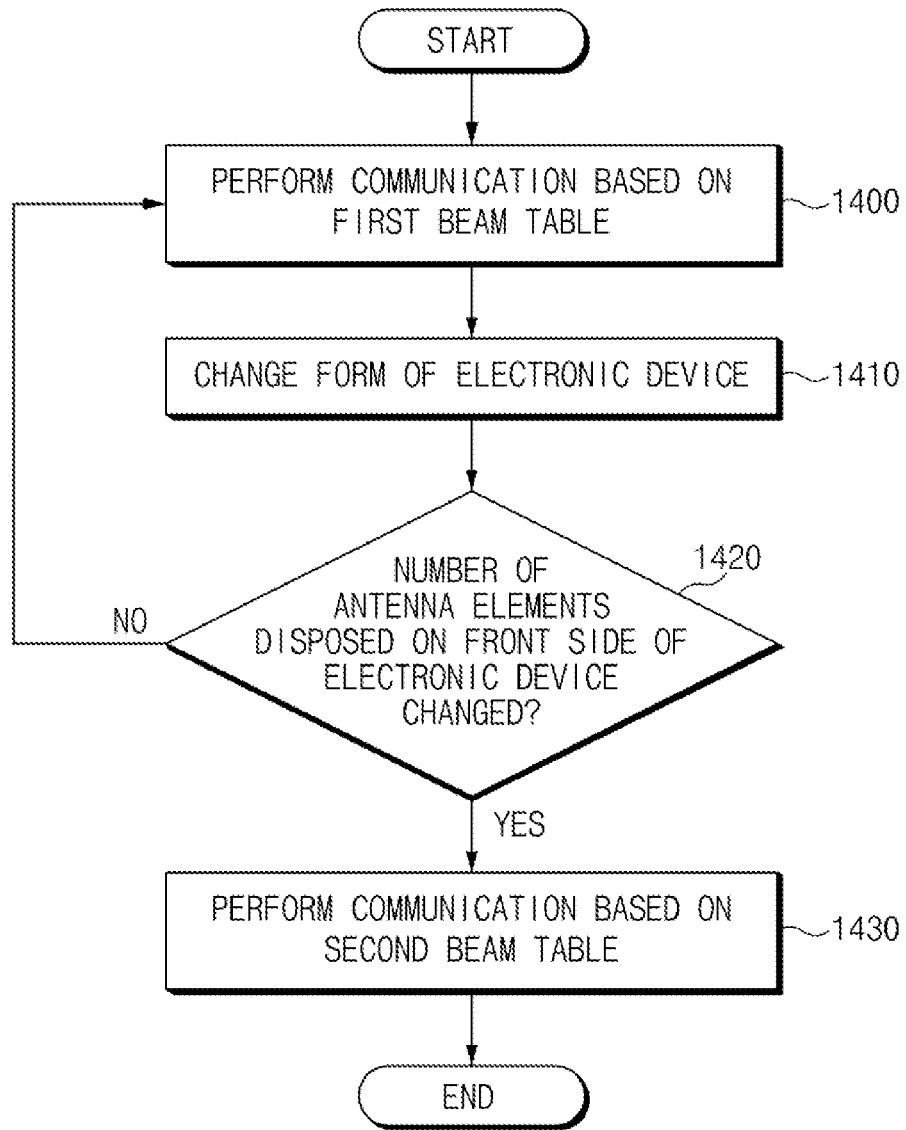 START
PERFORM COMMUNICATION BASED ON
FIRST BEAM TABLE
1400
CHANGE FORM OF ELECTRONIC DEVICE
1410
1420
NUMBER OF
ANTENNA ELEMENTS
DISPOSED ON FRONT SIDE OF
ELECTRONIC DEVICE
CHANGED?
NO
YES
PERFORM COMMUNICATION BASED ON
SECOND BEAM TABLE
1430
END